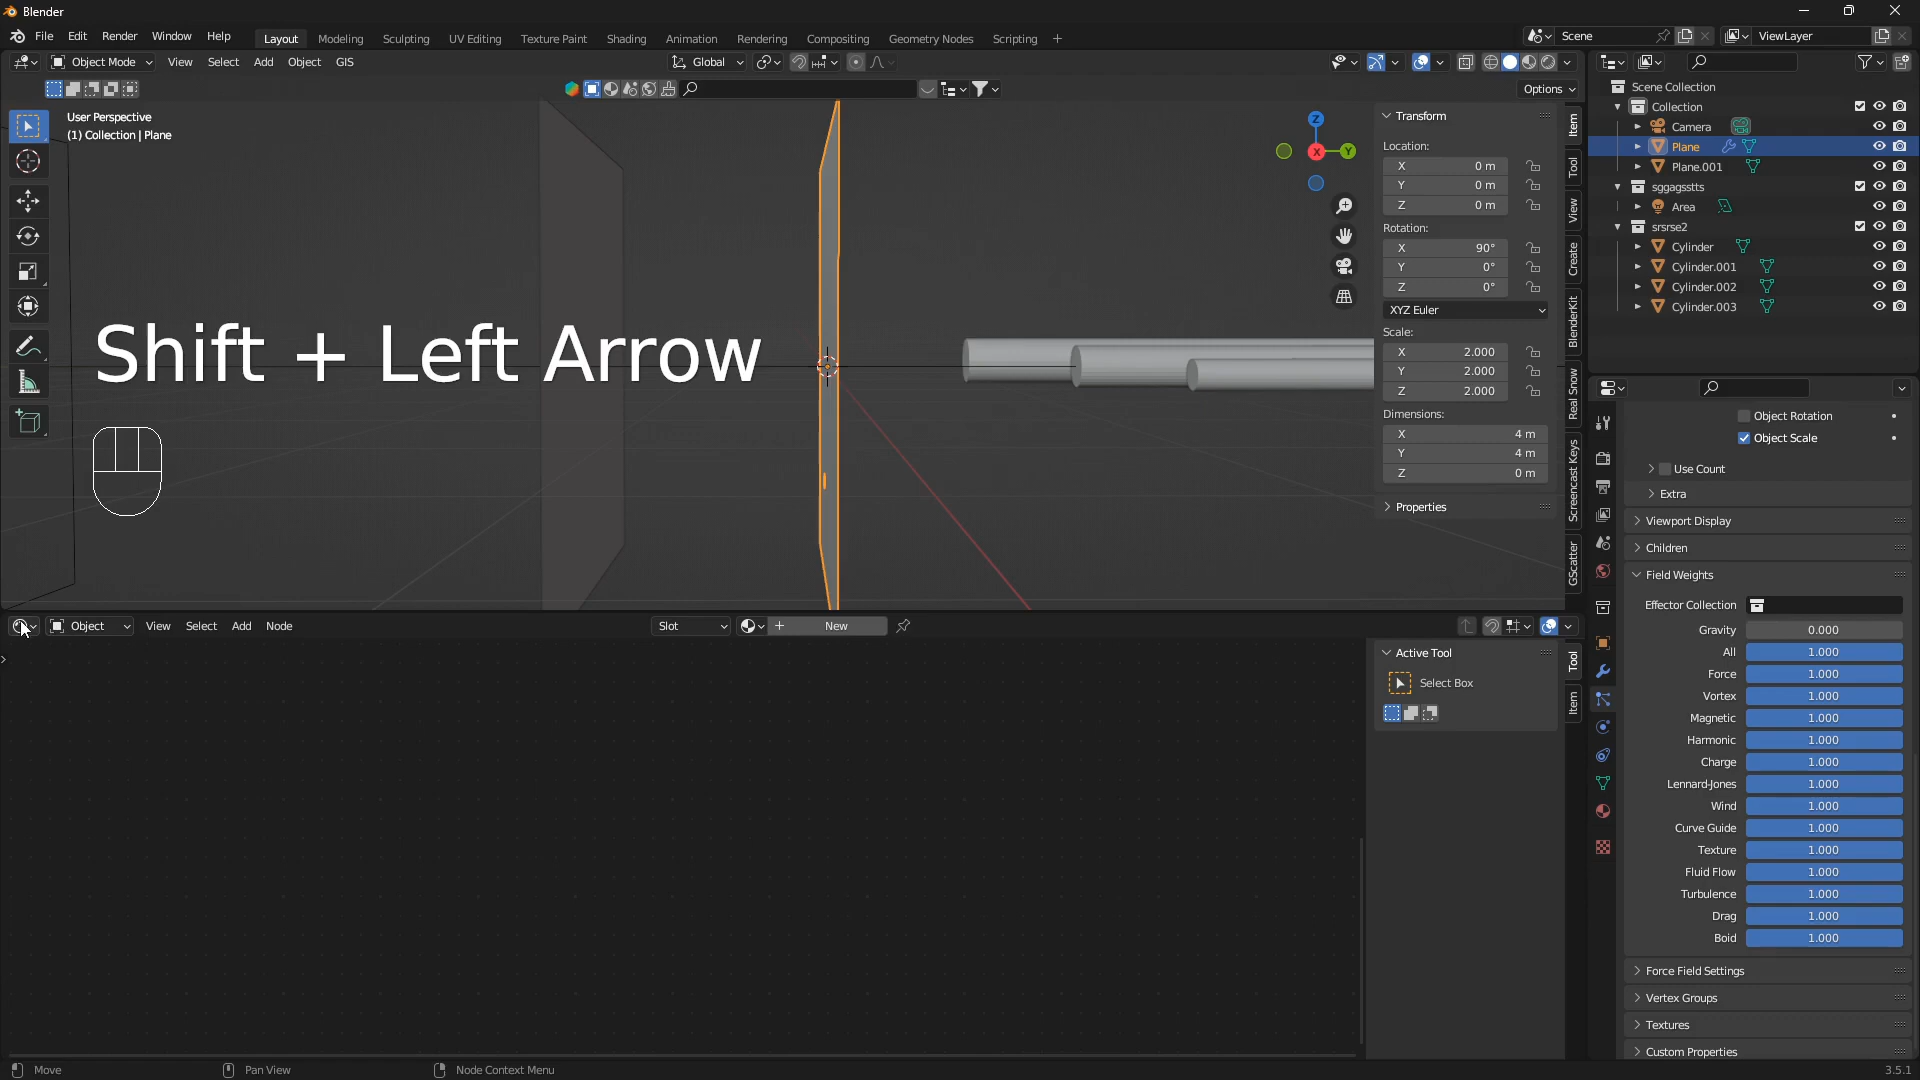 Blender
File Edit Render Window Help Layout Modeling Sculpting UV Editing Texture Paint Shading Animation Rendering Compositing Geometry Nodes Scripting + Scene ViewLayer
Object Mode View Select Add Object GIS Global
Options
User Perspective
(1) Collection | Plane
Shift + Left Arrow
Z
X
Y
Transform
Location:
X 0 m
Y 0 m
Z 0 m
Rotation:
X 90°
Y 0°
Z 0°
XYZ Euler
Scale:
X 2.000
Y 2.000
Z 2.000
Dimensions:
X 4 m
Y 4 m
Z 0 m
Properties
Item
Tool
View
Create
BlenderKit
Real Snow
Screencast Keys
GScatter
Scene Collection
Collection
Camera
Plane
Plane.001
sggagsstts
Area
srsrse2
Cylinder
Cylinder.001
Cylinder.002
Cylinder.003
Object Rotation
Object Scale
Use Count
Extra
Viewport Display
Children
Field Weights
Effector Collection
Gravity 0.000
All 1.000
Force 1.000
Vortex 1.000
Magnetic 1.000
Harmonic 1.000
Charge 1.000
Lennard-Jones 1.000
Wind 1.000
Curve Guide 1.000
Texture 1.000
Fluid Flow 1.000
Turbulence 1.000
Drag 1.000
Boid 1.000
Force Field Settings
Vertex Groups
Textures
Custom Properties
Object View Select Add Node Slot + New
Active Tool
Select Box
Tool
Item
Move Pan View Node Context Menu 3.5.1